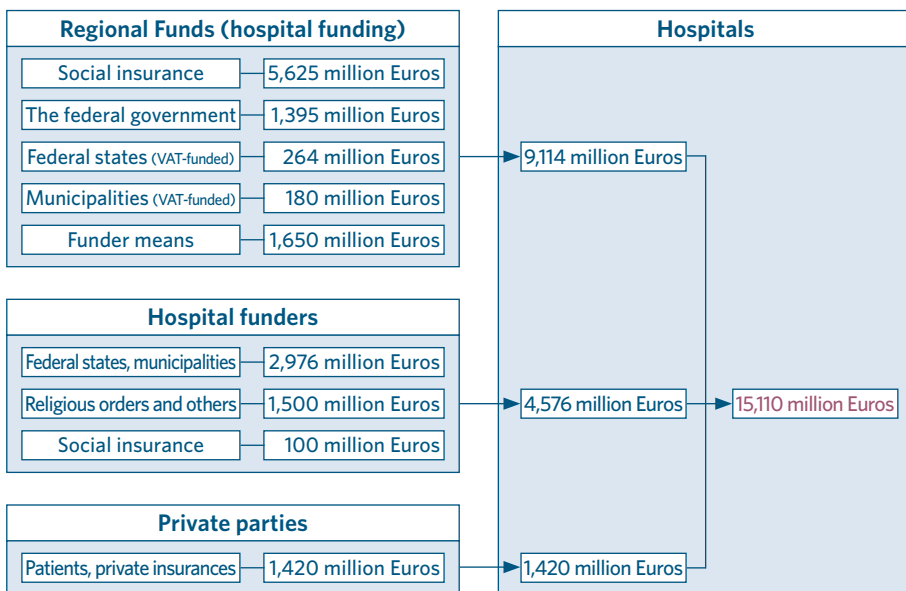 Regional Funds (hospital funding)
Social insurance 5,625 million Euros
The federal government 1,395 million Euros
Federal states (VAT-funded) 264 million Euros
Municipalities (VAT-funded) 180 million Euros
Funder means 1,650 million Euros
Hospital funders
Federal states, municipalities 2,976 million Euros
Religious orders and others 1,500 million Euros
Social insurance 100 million Euros
Private parties
Patients, private insurances 1,420 million Euros
Hospitals
9,114 million Euros
4,576 million Euros
15,110 million Euros
1,420 million Euros